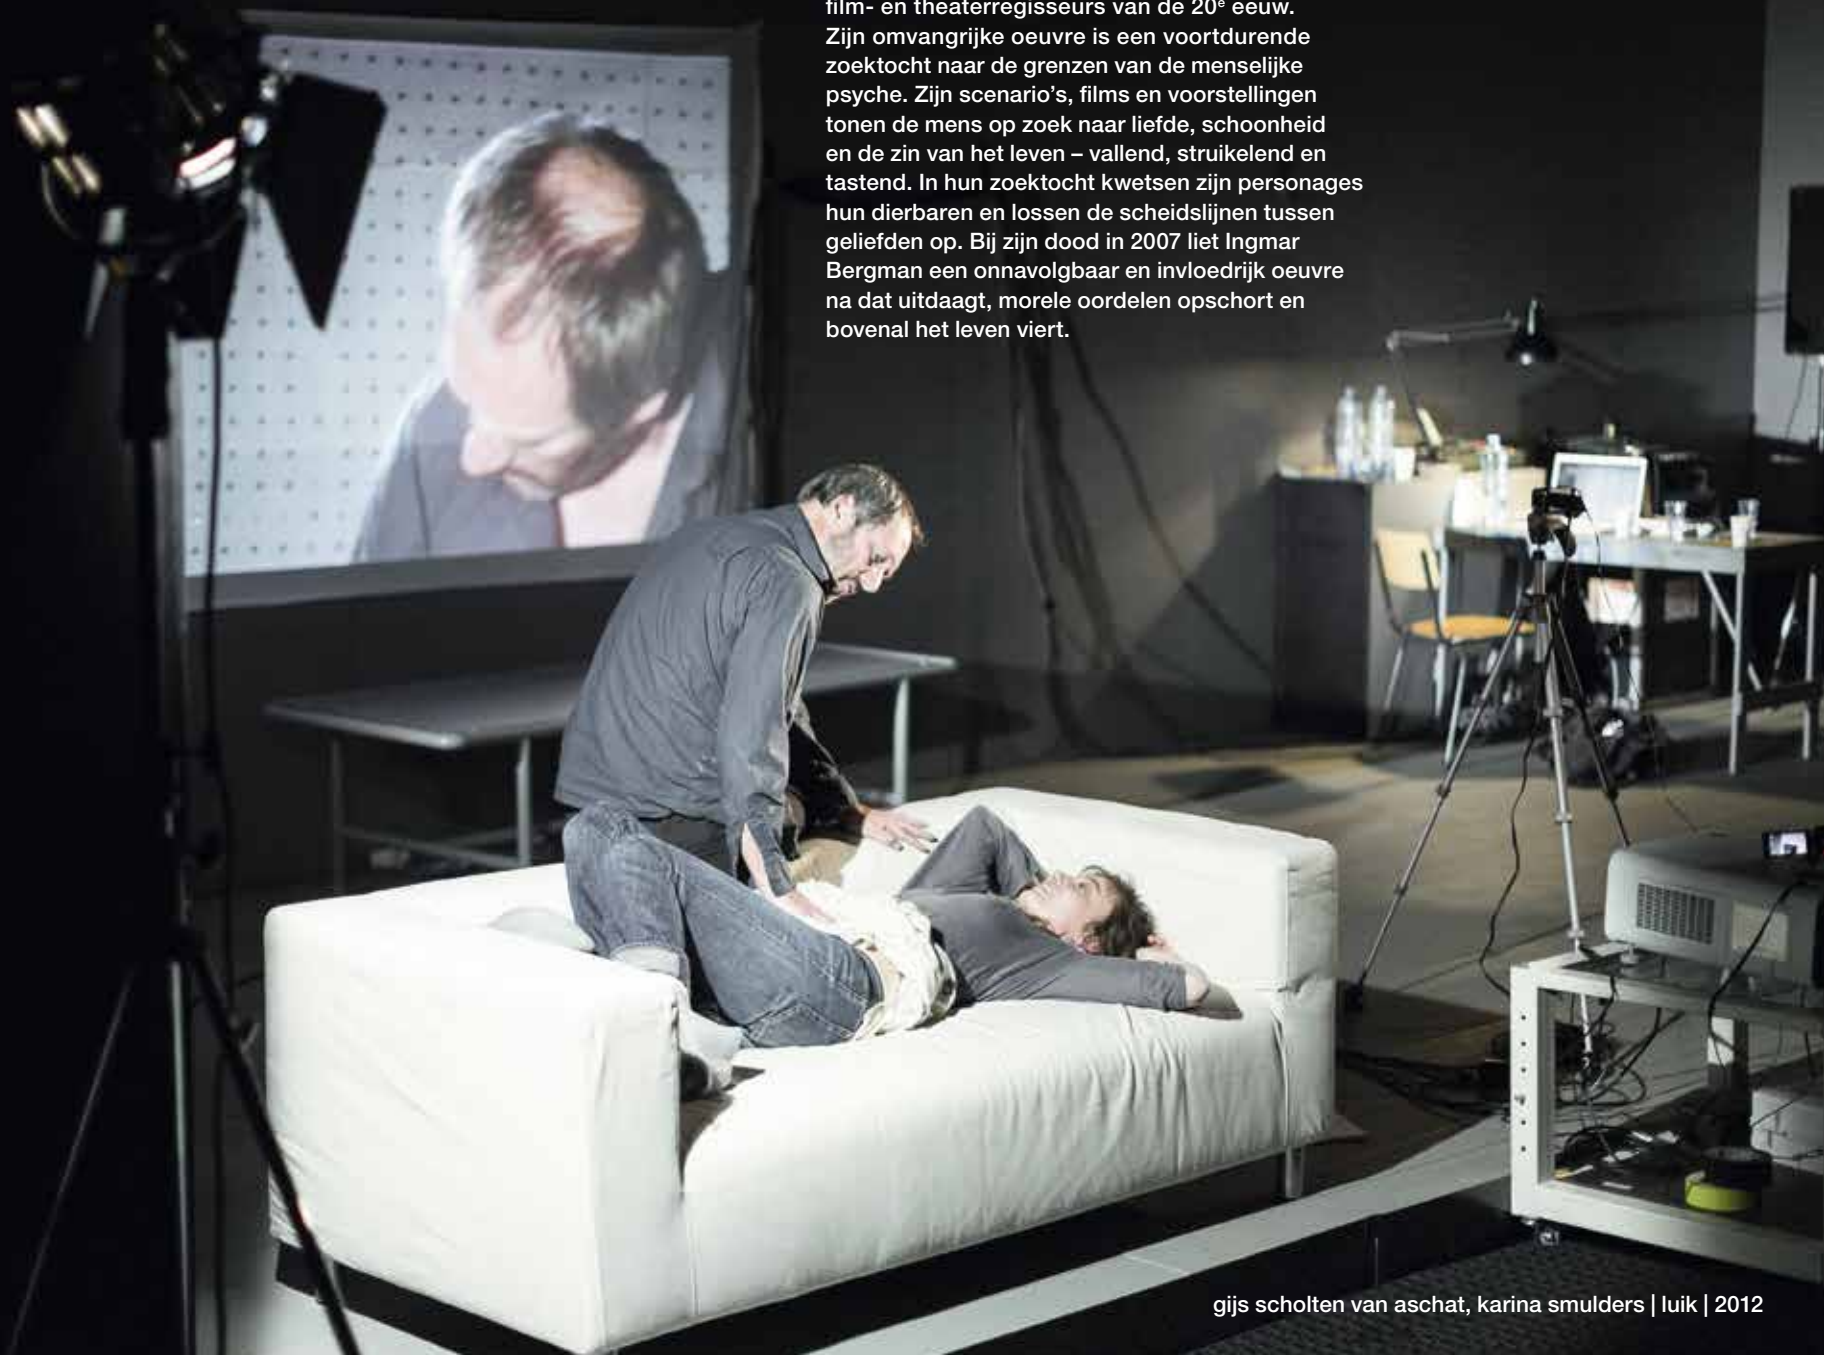 film- en theaterregisseurs van de 20e eeuw.
Zijn omvangrijke oeuvre is een voortdurende
zoektocht naar de grenzen van de menselijke
psyche. Zijn scenario’s, films en voorstellingen
tonen de mens op zoek naar liefde, schoonheid
en de zin van het leven – vallend, struikelend en
tastend. In hun zoektocht kwetsen zijn personages
hun dierbaren en lossen de scheidslijnen tussen
geliefden op. Bij zijn dood in 2007 liet Ingmar
Bergman een onnavolgbaar en invloedrijk oeuvre
na dat uitdaagt, morele oordelen opschort en
bovenal het leven viert.
gijs scholten van aschat, karina smulders | luik | 2012